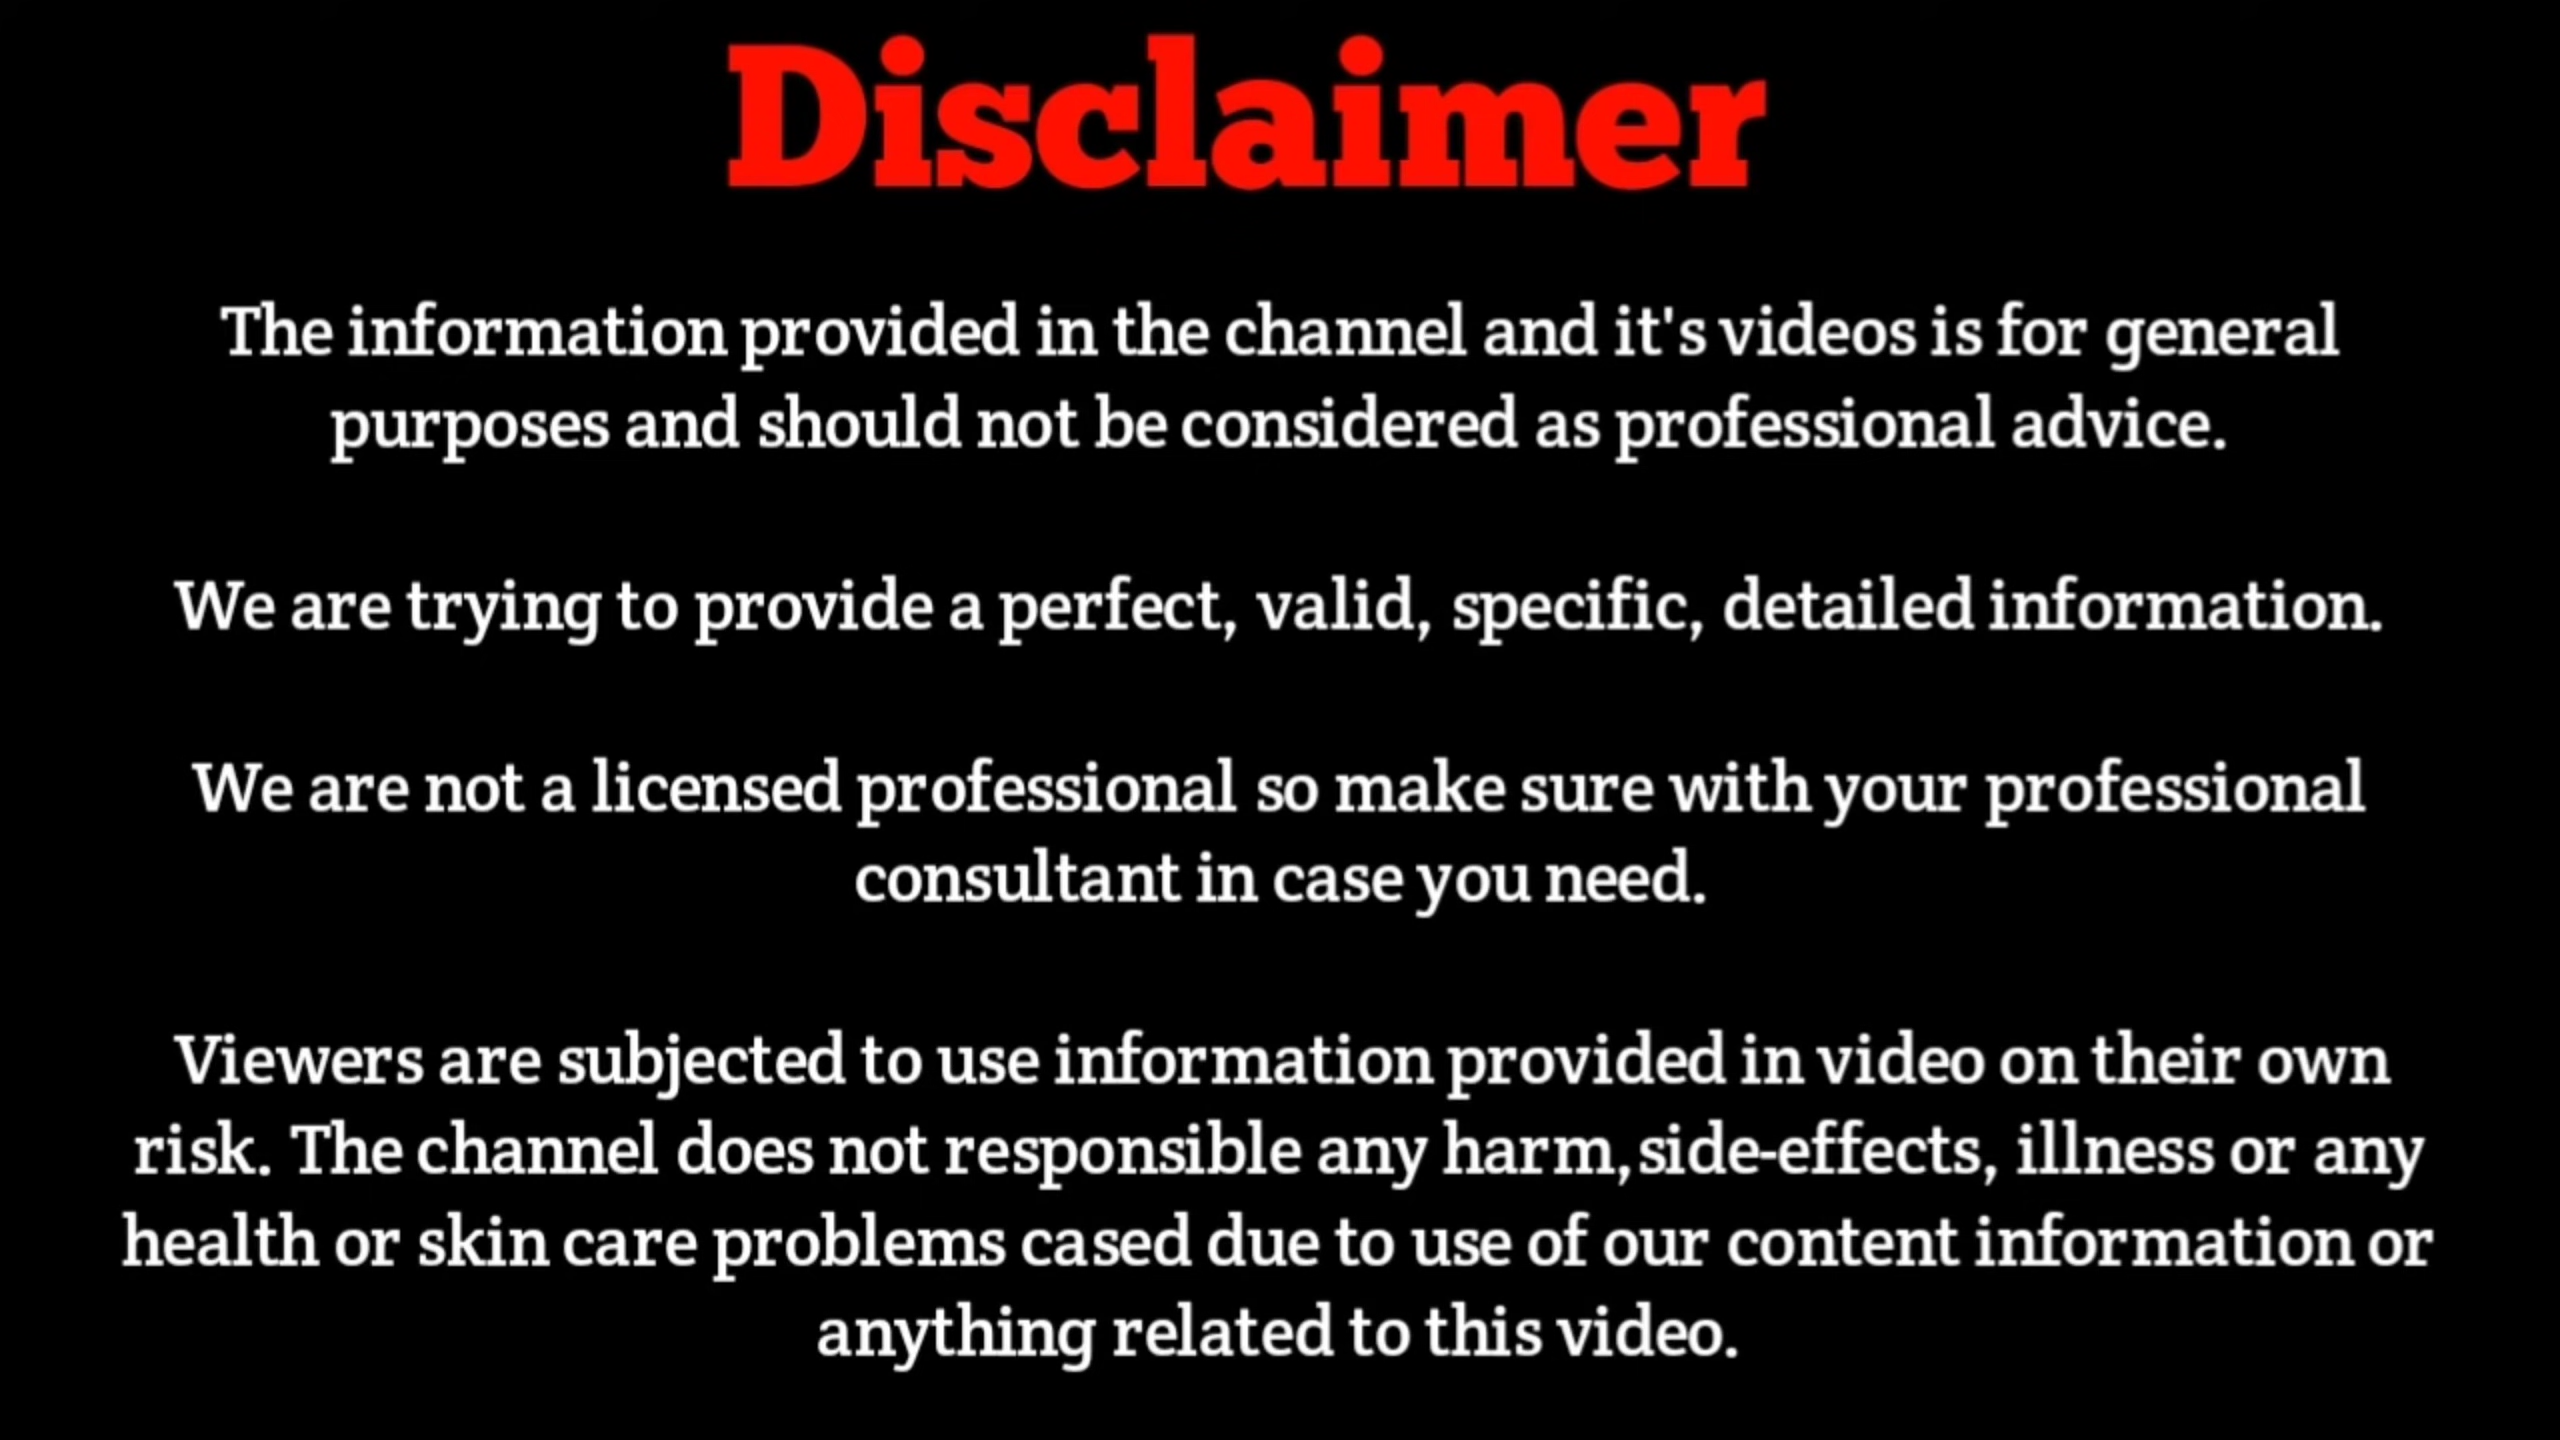 Disclaimer
The information provided in the channel and it's videos is for general
purposes and should not be considered as professional advice.
We are trying to provide a perfect, valid, specific, detailed information.
We are not a licensed professional so make sure with your professional
consultant in case you need.
Viewers are subjected to use information provided in video on their own
risk. The channel does not responsible any harm,side-effects, illness or any
health or skin care problems cased due to use of our content information or
anything related to this video.